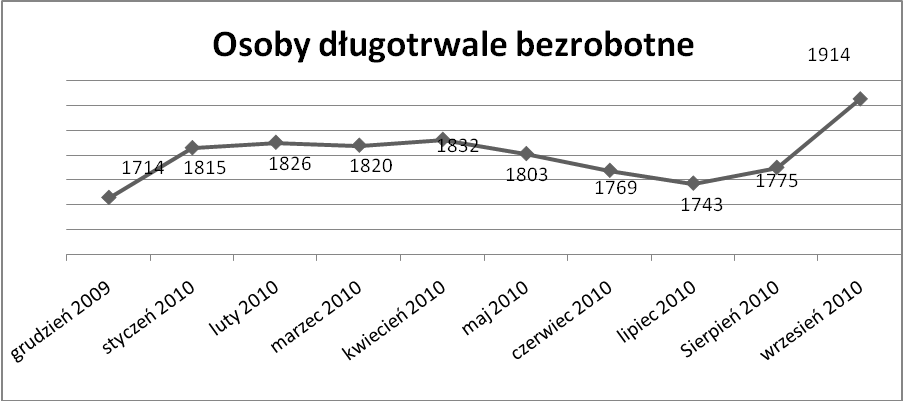 Osoby długotrwale bezrobotne
1714
1815
1826
1820
1832
1803
1769
1743
1775
1914
grudzień 2009
styczeń 2010
luty 2010
marzec 2010
kwiecień 2010
maj 2010
czerwiec 2010
lipiec 2010
Sierpień 2010
wrzesień 2010